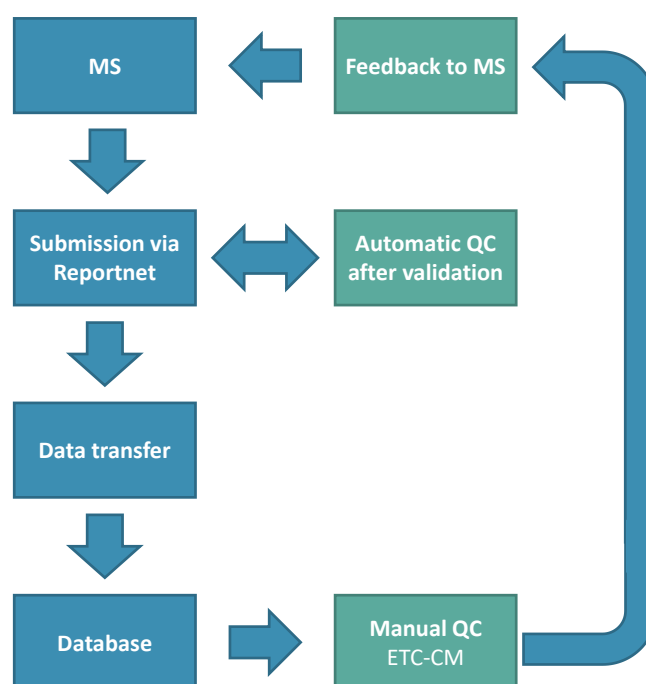 MS
Feedback to MS
Submission via
Reportnet
Automatic QC
after validation
Data transfer
Database
Manual QC
ETC-CM